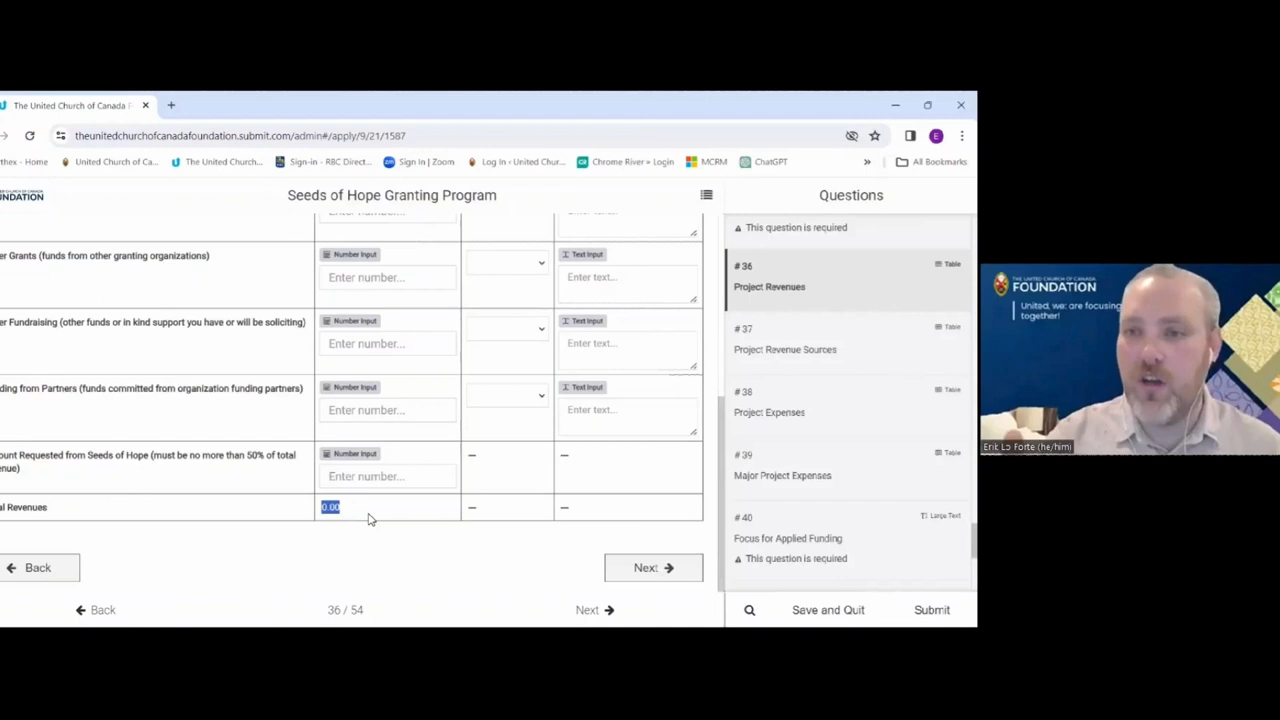 The United Church of Canada F
theunitedchurchofcanadafoundation.submit.com/admin#/apply/9/21/1587
thex - Home
United Church of Ca...
The United Church...
Sign-in - RBC Direct...
Sign In | Zoom
Log In ‹ United Chur...
Chrome River » Login
MCRM
ChatGPT
»
All Bookmarks
UNDATION
Seeds of Hope Granting Program
Questions
er Grants (funds from other granting organizations)
Number Input
Enter number...
Text Input
Enter text...
er Fundraising (other funds or in kind support you have or will be soliciting)
Number Input
Enter number...
Text Input
Enter text...
ding from Partners (funds committed from organization funding partners)
Number Input
Enter number...
Text Input
Enter text...
ount Requested from Seeds of Hope (must be no more than 50% of total
enue)
Number Input
Enter number...
—
—
al Revenues
0.00
—
—
Back
Next
Back
36 / 54
Next
This question is required
#36
Table
Project Revenues
#37
Table
Project Revenue Sources
#38
Table
Project Expenses
#39
Table
Major Project Expenses
#40
Large Text
Focus for Applied Funding
This question is required
Save and Quit
Submit
THE UNITED CHURCH OF CANADA
FOUNDATION
United, we: are focusing
together!
Erik Lo Forte (he/him)